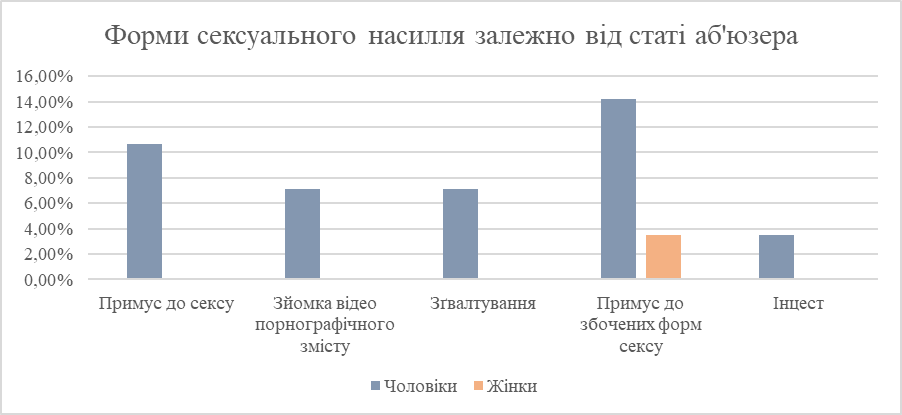 Форми сексуального насилля залежно від статі аб'юзера
16,00%
14,00%
12,00%
10,00%
8,00%
6,00%
4,00%
2,00%
0,00%
Примус до сексу
Зйомка відео
порнографічного
змісту
Зґвалтування
Примус до
збочених форм
сексу
Інцест
Чоловіки
Жінки